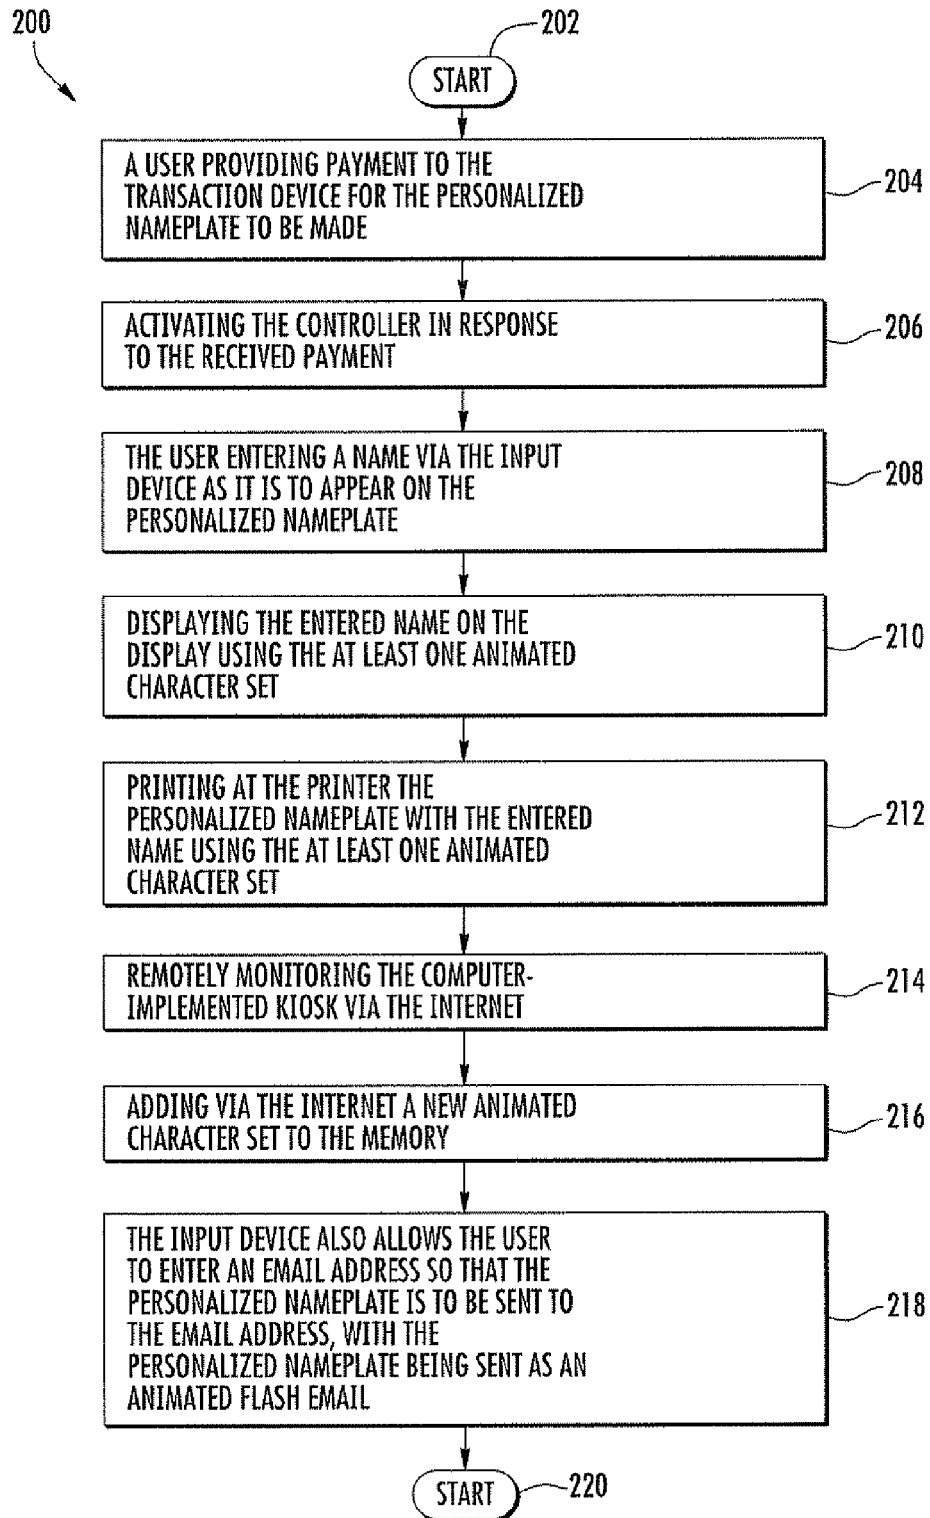 200
202
START
A USER PROVIDING PAYMENT TO THE
TRANSACTION DEVICE FOR THE PERSONALIZED
NAMEPLATE TO BE MADE
204
ACTIVATING THE CONTROLLER IN RESPONSE
TO THE RECEIVED PAYMENT
206
THE USER ENTERING A NAME VIA THE INPUT
DEVICE AS IT IS TO APPEAR ON THE
PERSONALIZED NAMEPLATE
208
DISPLAYING THE ENTERED NAME ON THE
DISPLAY USING THE AT LEAST ONE ANIMATED
CHARACTER SET
210
PRINTING AT THE PRINTER THE
PERSONALIZED NAMEPLATE WITH THE ENTERED
NAME USING THE AT LEAST ONE ANIMATED
CHARACTER SET
212
REMOTELY MONITORING THE COMPUTER-
IMPLEMENTED KIOSK VIA THE INTERNET
214
ADDING VIA THE INTERNET A NEW ANIMATED
CHARACTER SET TO THE MEMORY
216
THE INPUT DEVICE ALSO ALLOWS THE USER
TO ENTER AN EMAIL ADDRESS SO THAT THE
PERSONALIZED NAMEPLATE IS TO BE SENT TO
THE EMAIL ADDRESS, WITH THE
PERSONALIZED NAMEPLATE BEING SENT AS AN
ANIMATED FLASH EMAIL
218
START
220